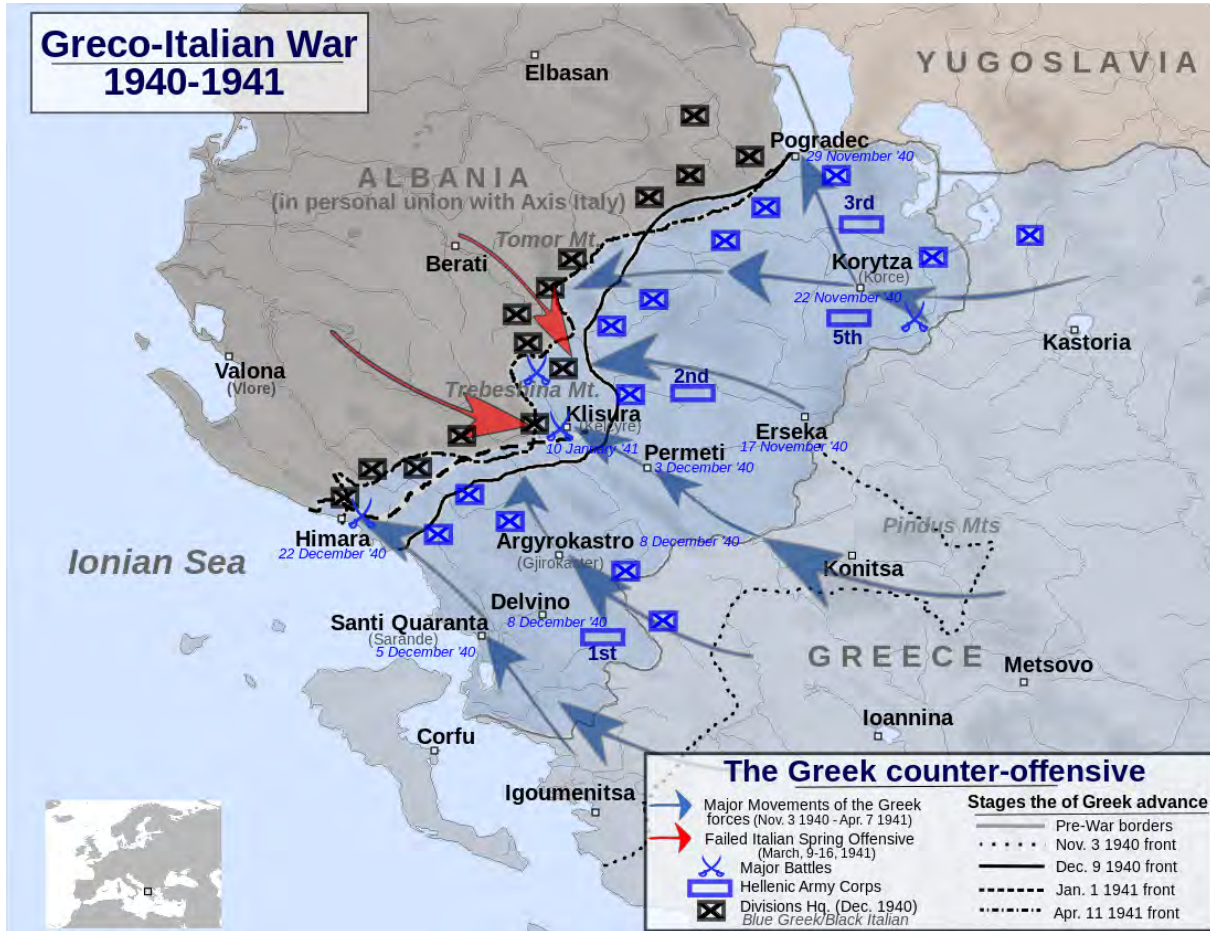 Greco-Italian War
1940-1941
YUGOSLAVIA
Elbasan
Pogradec
29 November '40
ALBANIA
(in personal union with Axis Italy)
3rd
Tomor Mt.
Berati
Korytza
(Korce)
22 November '40
5th
Kastoria
Valona
(Vlore)
Trebeshina Mt.
2nd
Klisura
(Kelcyre)
10 January '41
Erseka
17 November '40
Permeti
3 December '40
Pindus Mts
Himara
22 December '40
Ionian Sea
Argyrokaster
8 December '40
(Gjirokaster)
Konitsa
Delvino
8 December '40
Santi Quaranta
(Sarande)
5 December '40
1st
GREECE
Metsovo
Ioannina
Corfu
Igoumenitsa
The Greek counter-offensive
Major Movements of the Greek
forces (Nov. 3 1940 - Apr. 7 1941)
Failed Italian Spring Offensive
(March, 9-16, 1941)
Major Battles
Hellenic Army Corps
Divisions Hq. (Dec. 1940)
Blue Greek/Black Italian
Stages the of Greek advance
Pre-War borders
Nov. 3 1940 front
Dec. 9 1940 front
Jan. 1 1941 front
Apr. 11 1941 front